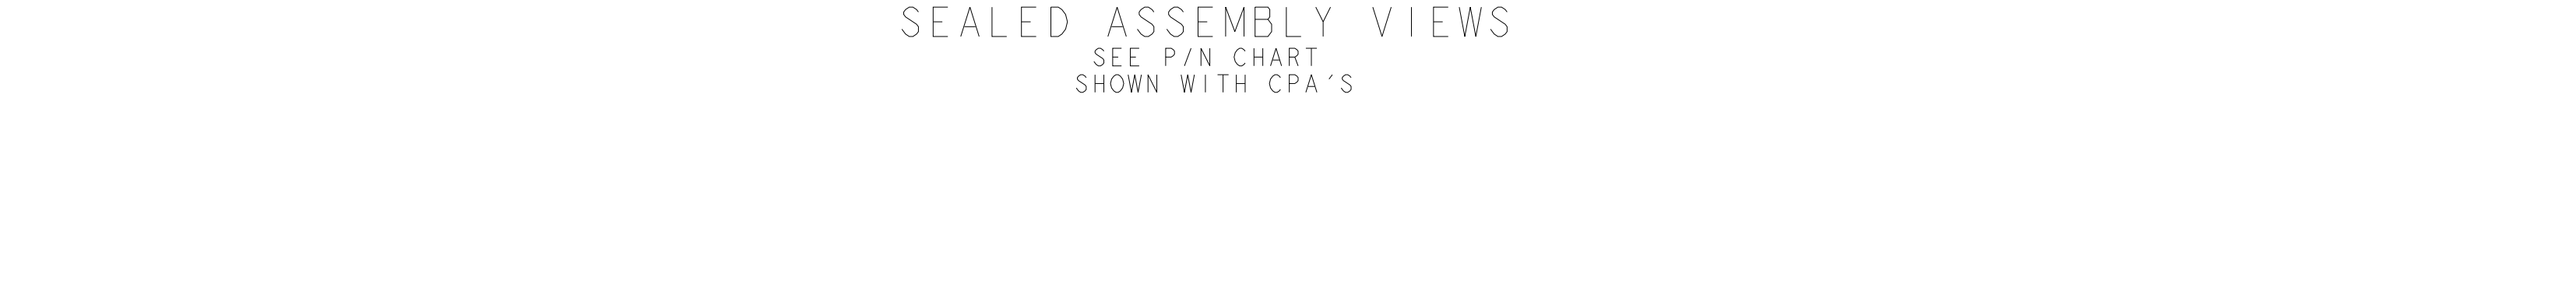 SEALED ASSEMBLY VIEWS
SEE P/N CHART
SHOWN WITH CPA'S